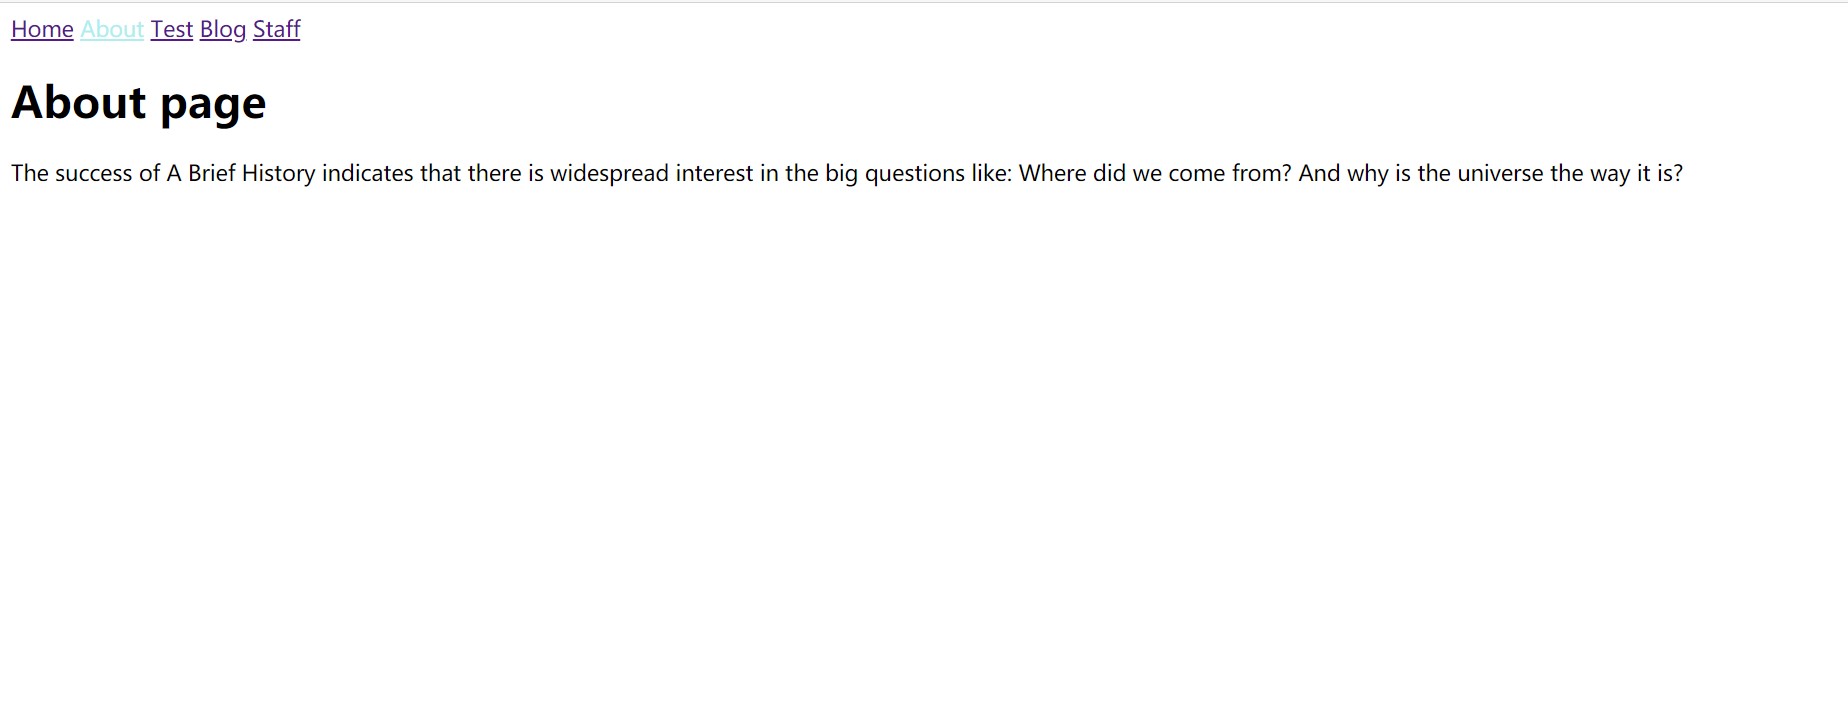 Home About Test Blog Staff
About page
The success of A Brief History indicates that there is widespread interest in the big questions like: Where did we come from? And why is the universe the way it is?